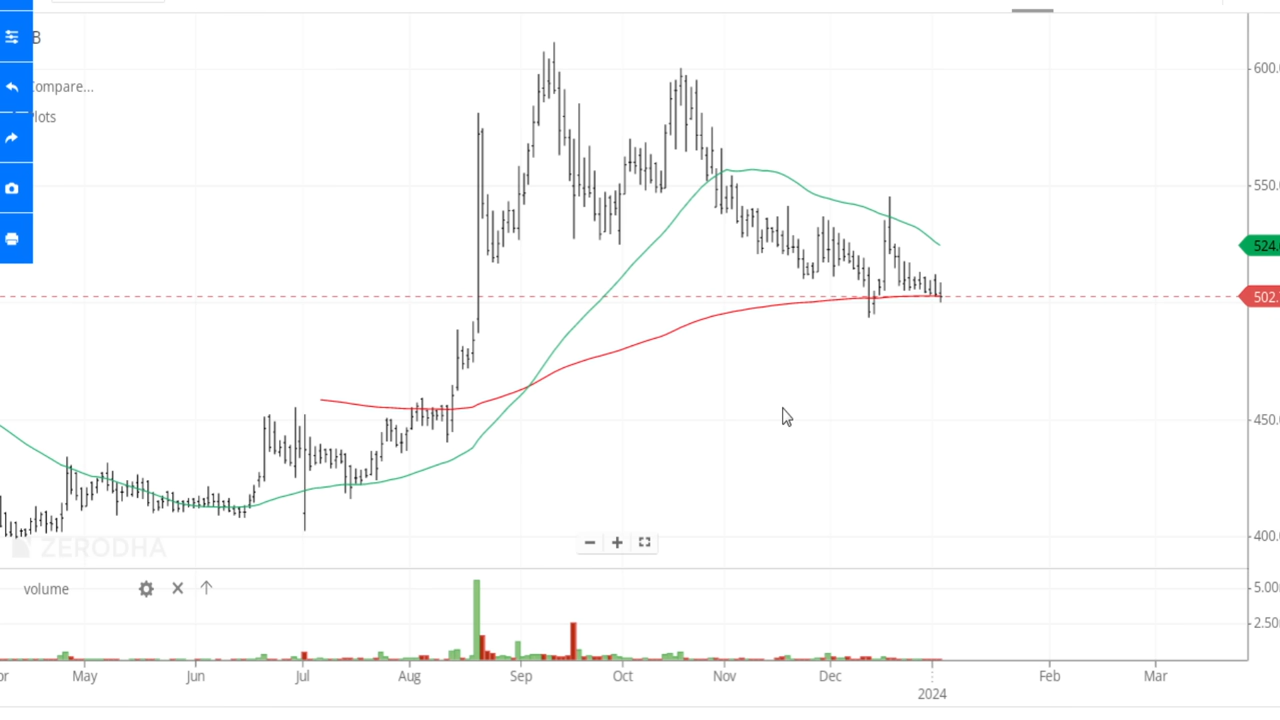 B
ompare...
lots
600.
550.
524.
502.
450.
400.
ZERODHA
volume
5.00
2.50
May Jun Jul Aug Sep Oct Nov Dec 2024 Feb Mar